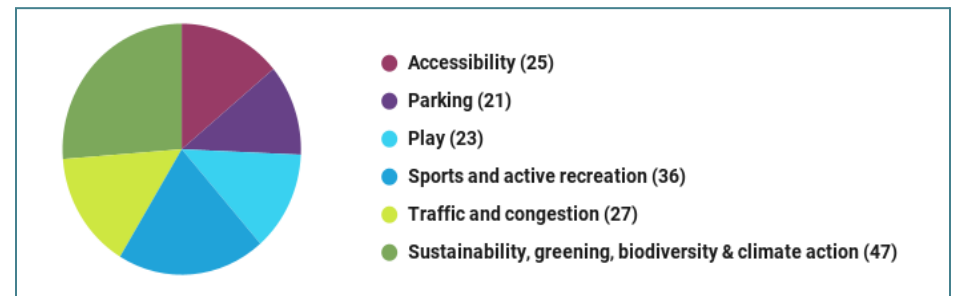 Accessibility (25)
Parking (21)
Play (23)
Sports and active recreation (36)
Traffic and congestion (27)
Sustainability, greening, biodiversity & climate action (47)